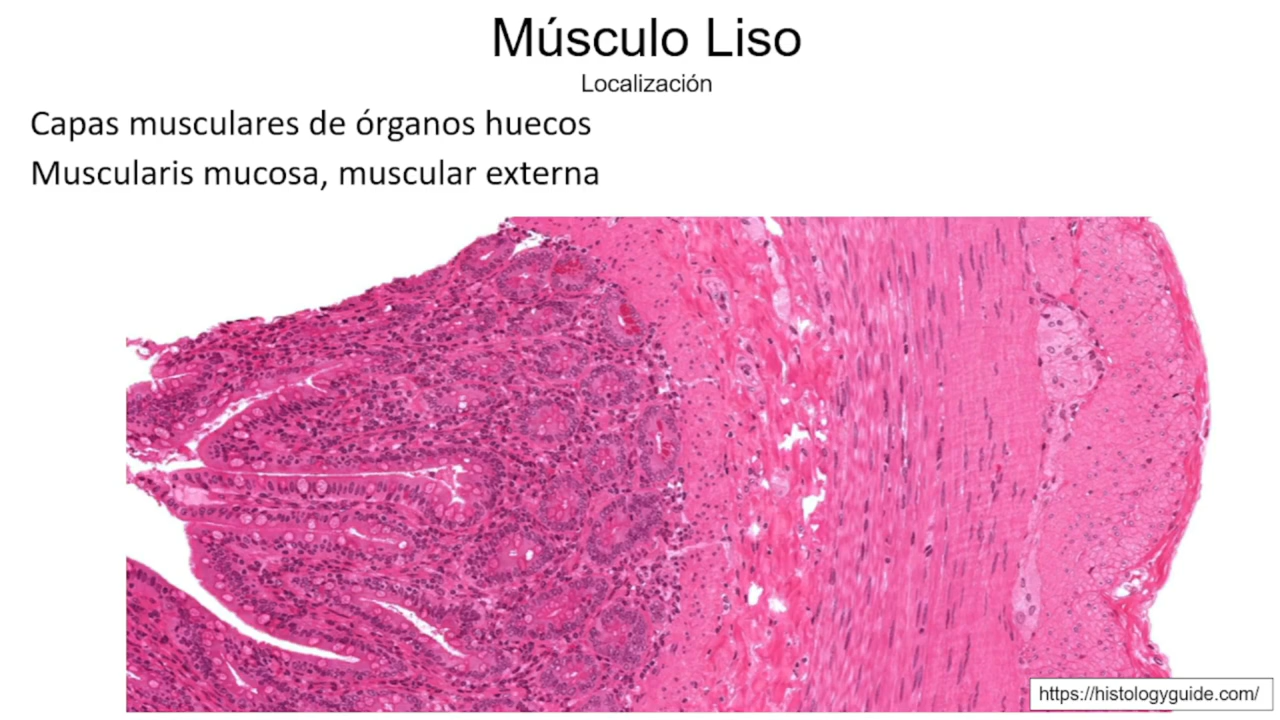 Músculo Liso
Localización
Capas musculares de órganos huecos
Muscularis mucosa, muscular externa
https://histologyguide.com/